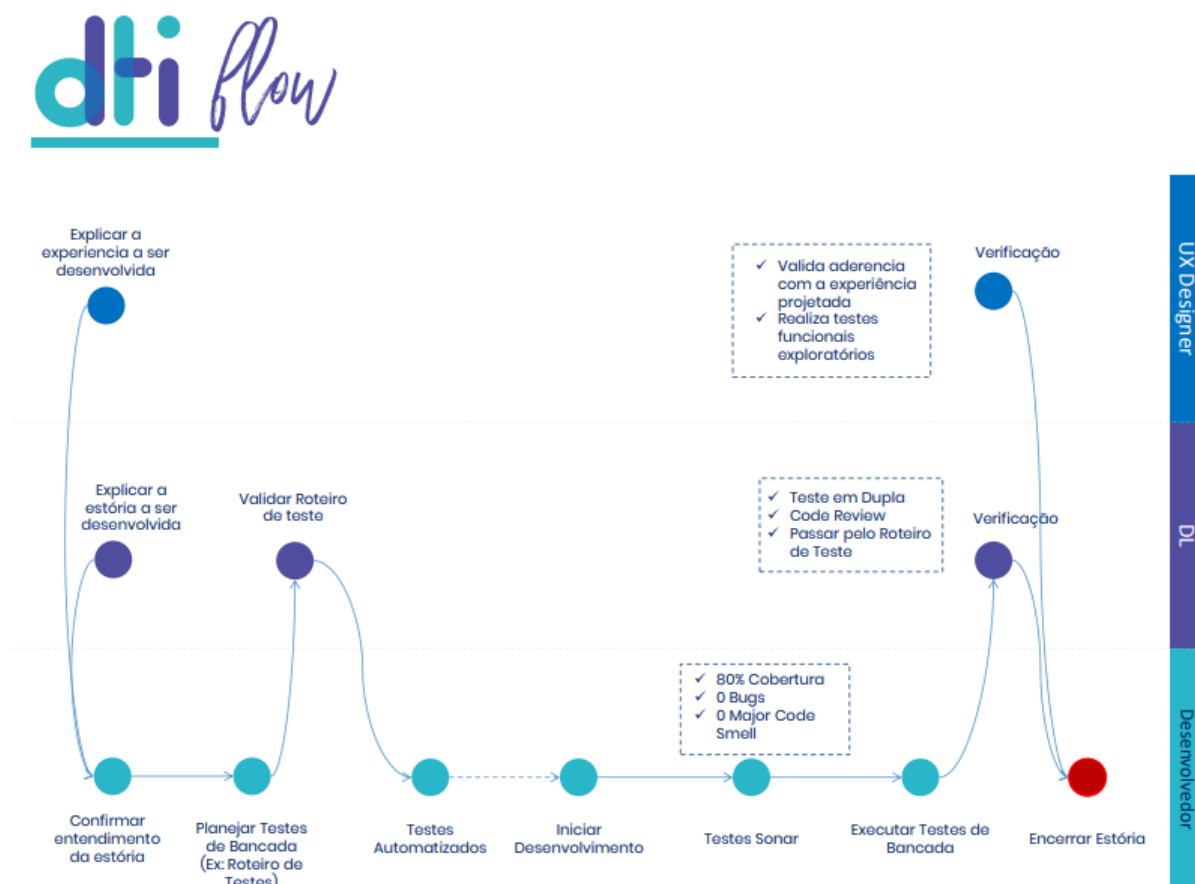 dti flow
Explicar a
experiencia a ser
desenvolvida
✓ Valida aderencia
com a experiência
projetada
✓ Realiza testes
funcionais
exploratórios
Verificação
UX Designer
Explicar a
estória a ser
desenvolvida
Validar Roteiro
de teste
✓ Teste em Dupla
✓ Code Review
✓ Passar pelo Roteiro
de Teste
Verificação
DL
✓ 80% Cobertura
✓ 0 Bugs
✓ 0 Major Code
Smell
Desenvolvedor
Confirmar
entendimento
da estória
Planejar Testes
de Bancada
(Ex: Roteiro de
Testes)
Testes
Automatizados
Iniciar
Desenvolvimento
Testes Sonar
Executar Testes de
Bancada
Encerrar Estória